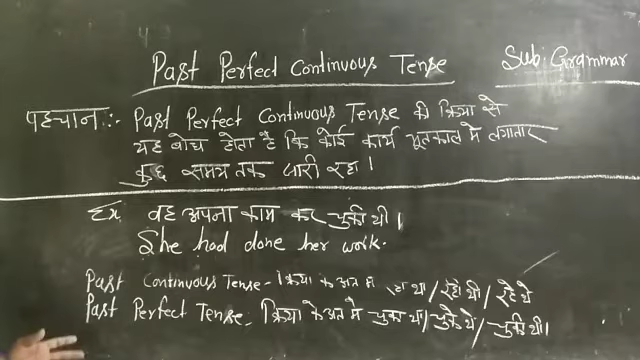 Past Perfect Continuous Tense
Sub: Grammar
पहचान :- Past Perfect Continuous Tense की क्रिया से
यह बोध होता है कि कोई कार्य भूतकाल मे लगातार
कुछ समय तक जारी रहा।
Ex. वह अपना काम कर चुकी थी।
She had done her work.
Past Continuous Tense - क्रिया के अंत मे रहा था / रही थी / रहे थे
Past Perfect Tense - क्रिया के अंत मे चुका था / चुके थे / चुकी थी।